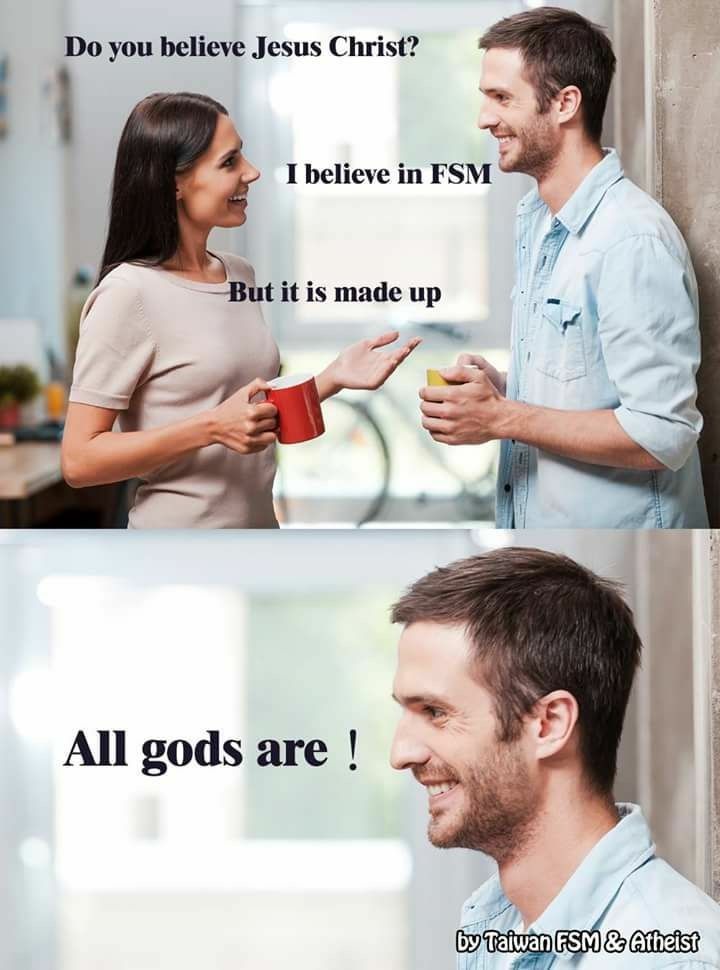 Do you believe Jesus Christ?
I believe in FSM
But it is made up
All gods are！
by Taiwan FSM & Atheist